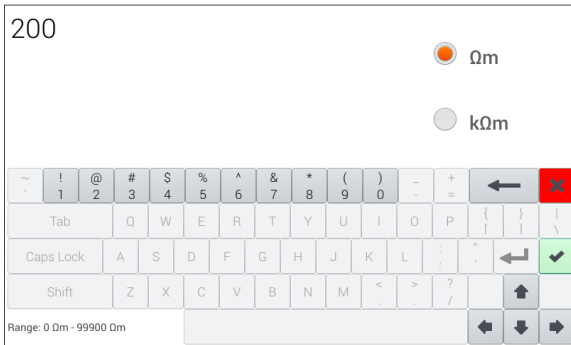 200
Ωm
kΩm
~ ! @ # $ % ^ & * ( ) _ +
` 1 2 3 4 5 6 7 8 9 0 - =
Tab Q W E R T Y U I O P { } |
[ ] \
Caps Lock A S D F G H J K L : "
; '
Shift Z X C V B N M < > ?
, . /
Range: 0 Ωm - 99900 Ωm